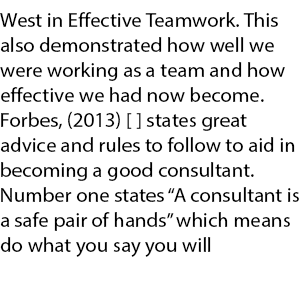 West in Effective Teamwork. This
also demonstrated how well we
were working as a team and how
effective we had now become.
Forbes, (2013) [ ] states great
advice and rules to follow to aid in
becoming a good consultant.
Number one states “A consultant is
a safe pair of hands” which means
do what you say you will